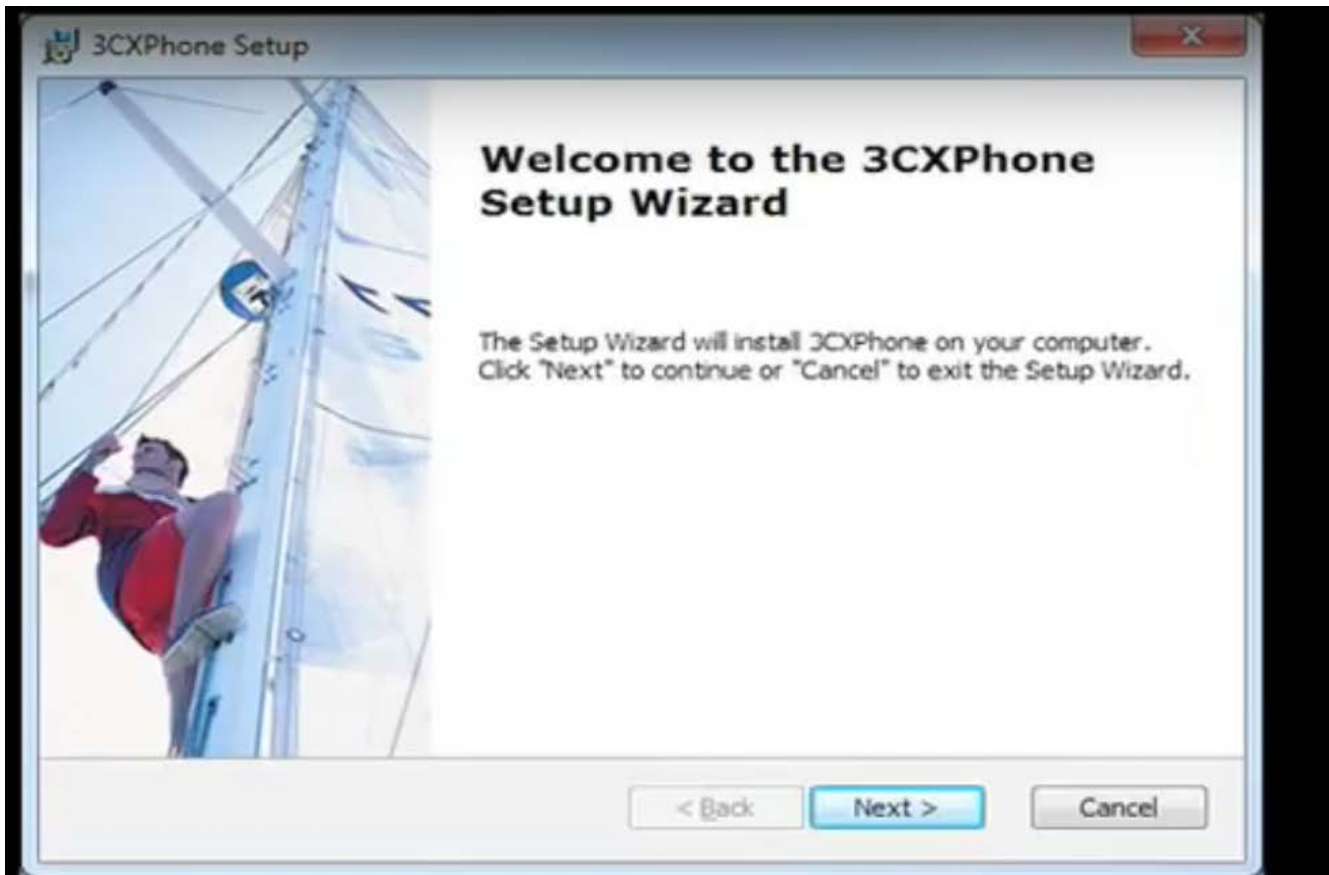 3CXPhone Setup
Welcome to the 3CXPhone
Setup Wizard
The Setup Wizard will install 3CXPhone on your computer.
Click "Next" to continue or "Cancel" to exit the Setup Wizard.
< Back
Next >
Cancel